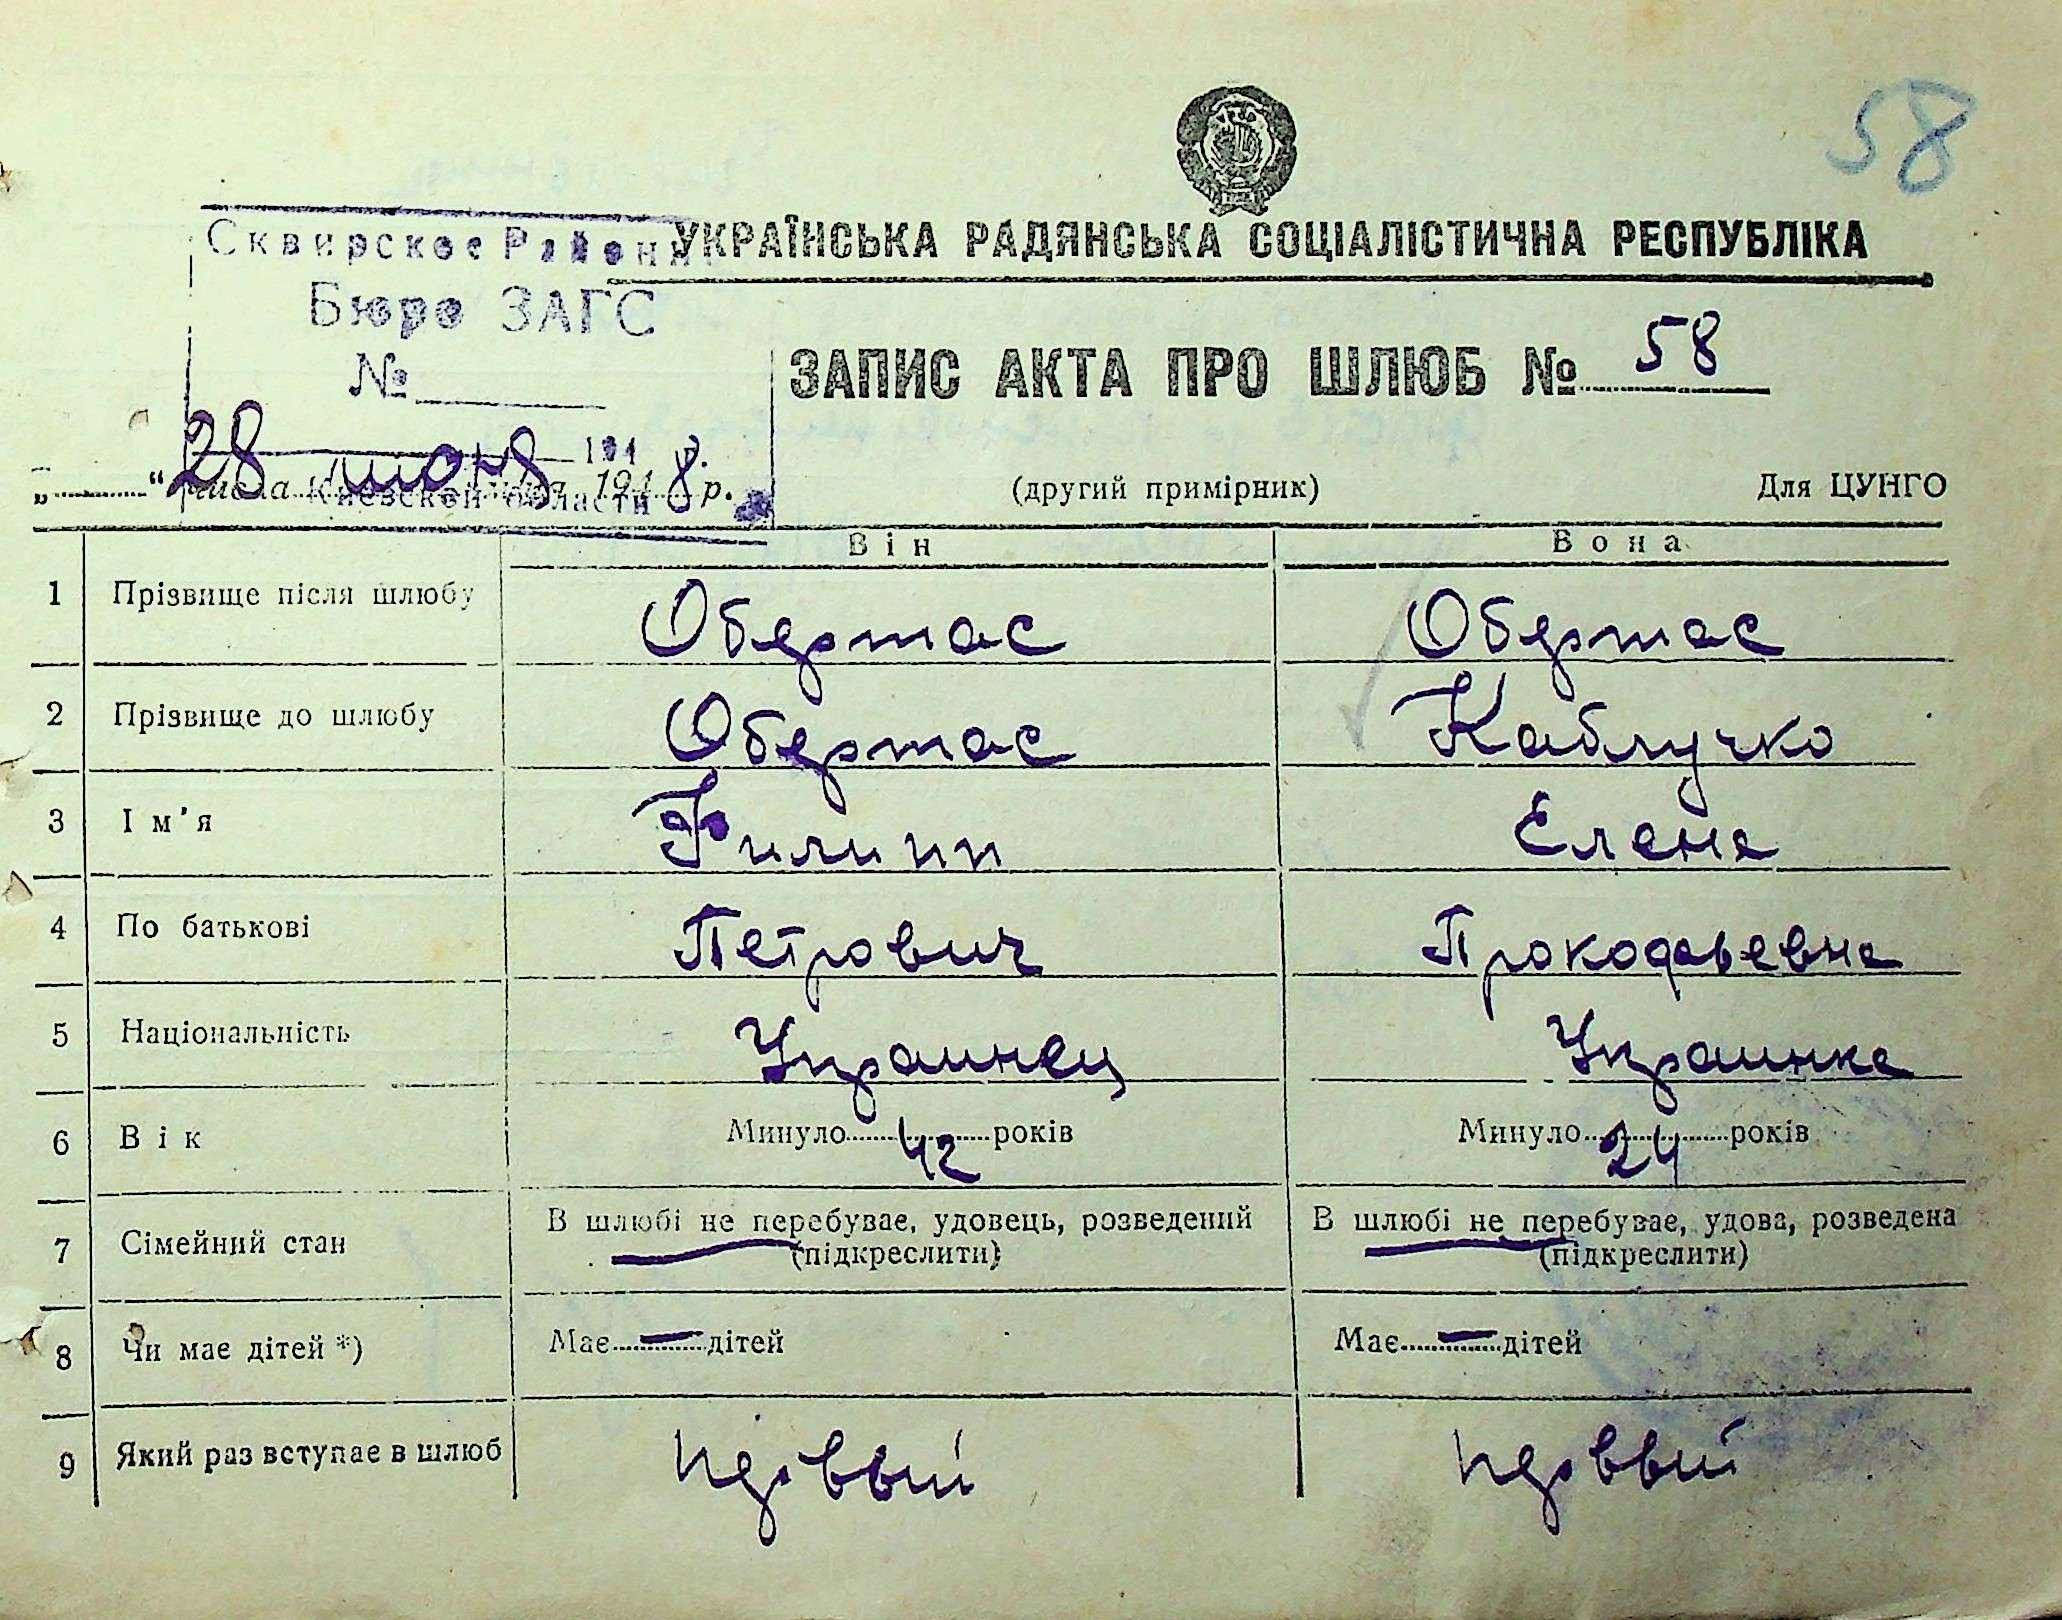 58
УКРАЇНСЬКА РАДЯНСЬКА СОЦІАЛІСТИЧНА РЕСПУБЛІКА
Сквирское Район
Бюро ЗАГС
№
194
Киевской области
ЗАПИС АКТА ПРО ШЛЮБ № 58
„ “ 28 июня 1948 р.
(другий примірник)
Для ЦУНГО
Він Вона
1 Прізвище після шлюбу Обертас Обертас
2 Прізвище до шлюбу Обертас Каблучко
3 Ім'я Филипп Елена
4 По батькові Петрович Прокофьевна
5 Національність Украинец Украинка
6 Вік Минуло 42 років Минуло 24 років
7 Сімейний стан В шлюбі не перебуває, удовець, розведений В шлюбі не перебуває, удова, розведена
(підкреслити) (підкреслити)
8 Чи має дітей *) Має — дітей Має — дітей
9 Який раз вступає в шлюб первый первый